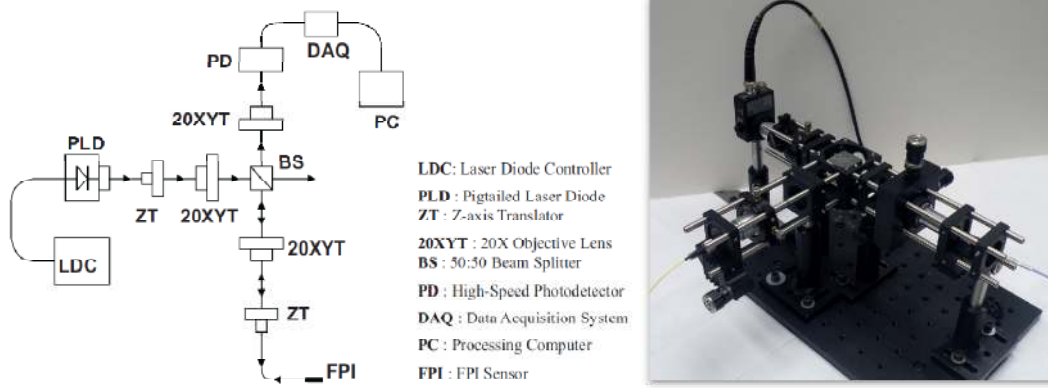 DAQ
PD
PC
20XYT
PLD
BS
ZT
20XYT
LDC
20XYT
ZT
FPI
LDC: Laser Diode Controller
PLD : Pigtailed Laser Diode
ZT : Z-axis Translator
20XYT : 20X Objective Lens
BS : 50:50 Beam Splitter
PD : High-Speed Photodetector
DAQ : Data Acquisition System
PC : Processing Computer
FPI : FPI Sensor